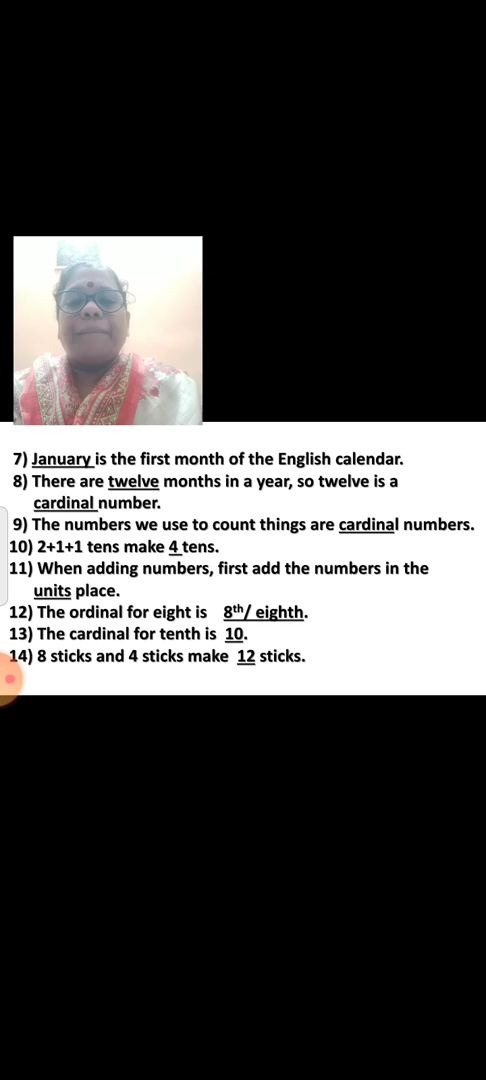 7) January is the first month of the English calendar.
8) There are twelve months in a year, so twelve is a
cardinal number.
9) The numbers we use to count things are cardinal numbers.
10) 2+1+1 tens make 4 tens.
11) When adding numbers, first add the numbers in the
units place.
12) The ordinal for eight is 8th/ eighth.
13) The cardinal for tenth is 10.
14) 8 sticks and 4 sticks make 12 sticks.